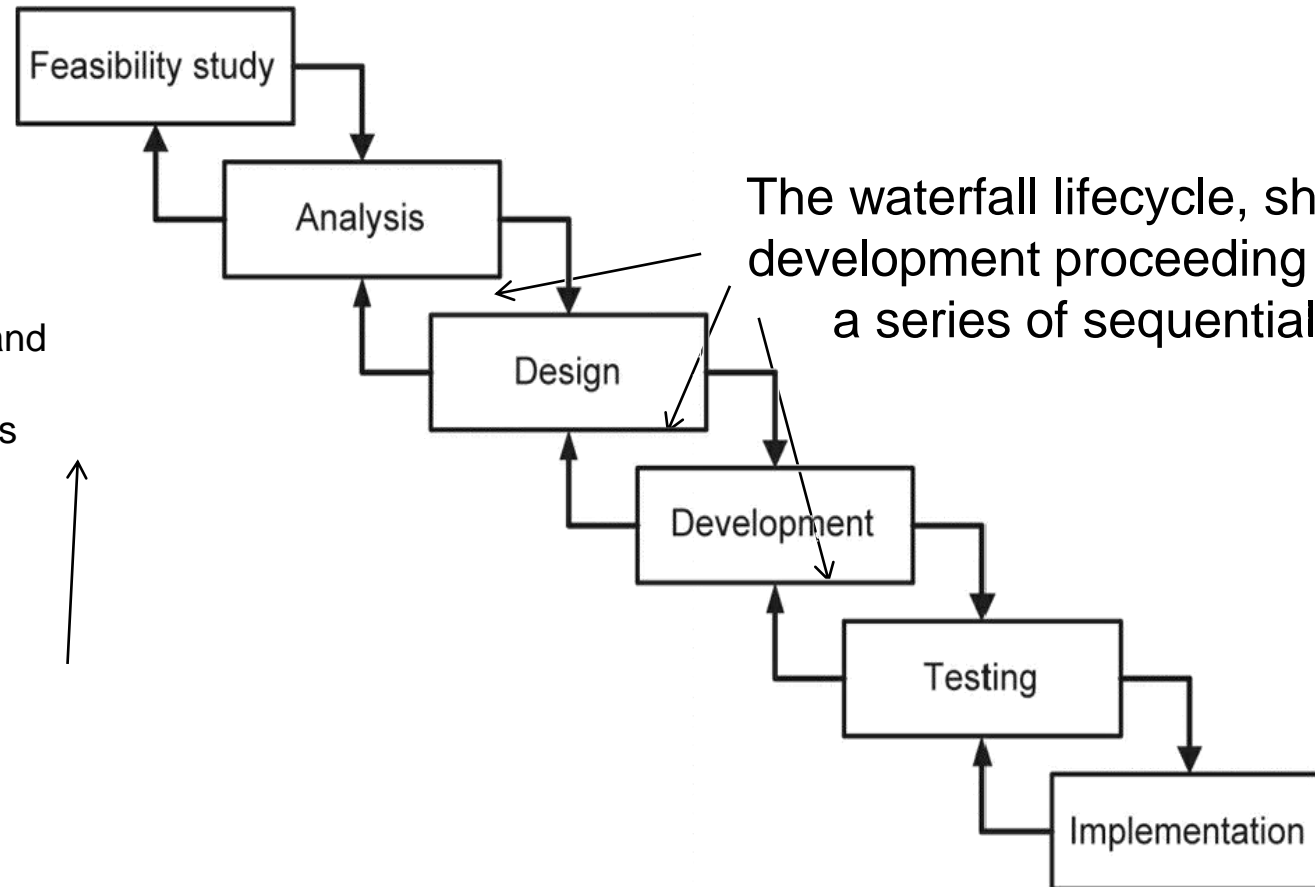 Feasibility study
Analysis
The waterfall lifecycle, sh
development proceeding
a series of sequential
and
s
Design
Development
Testing
Implementation